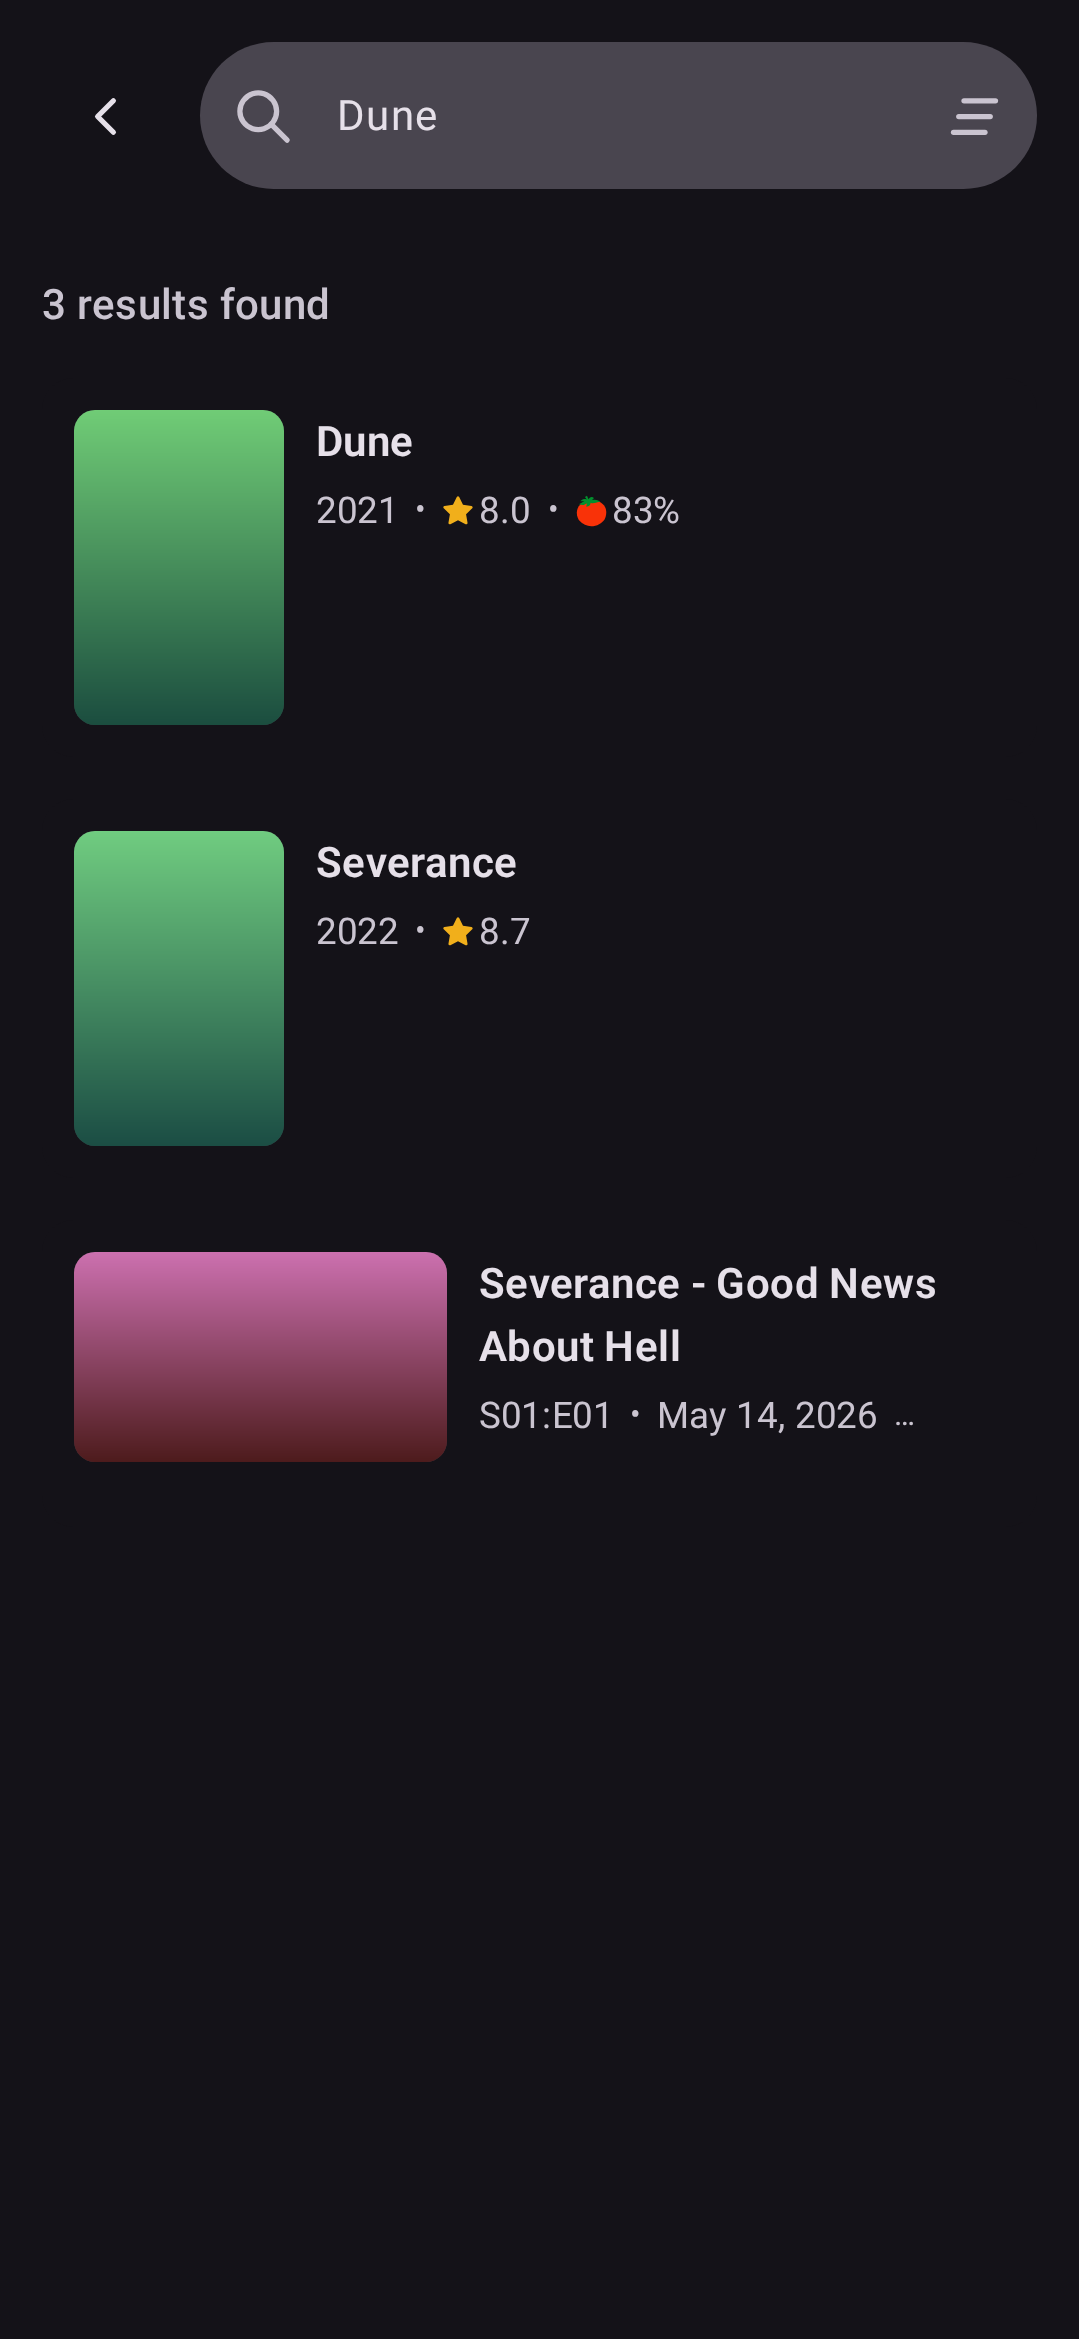 Dune
3 results found
Dune
2021 • ⭐8.0 • 🍅83%
Severance
2022 • ⭐8.7
Severance - Good News
About Hell
S01:E01 • May 14, 2026 …